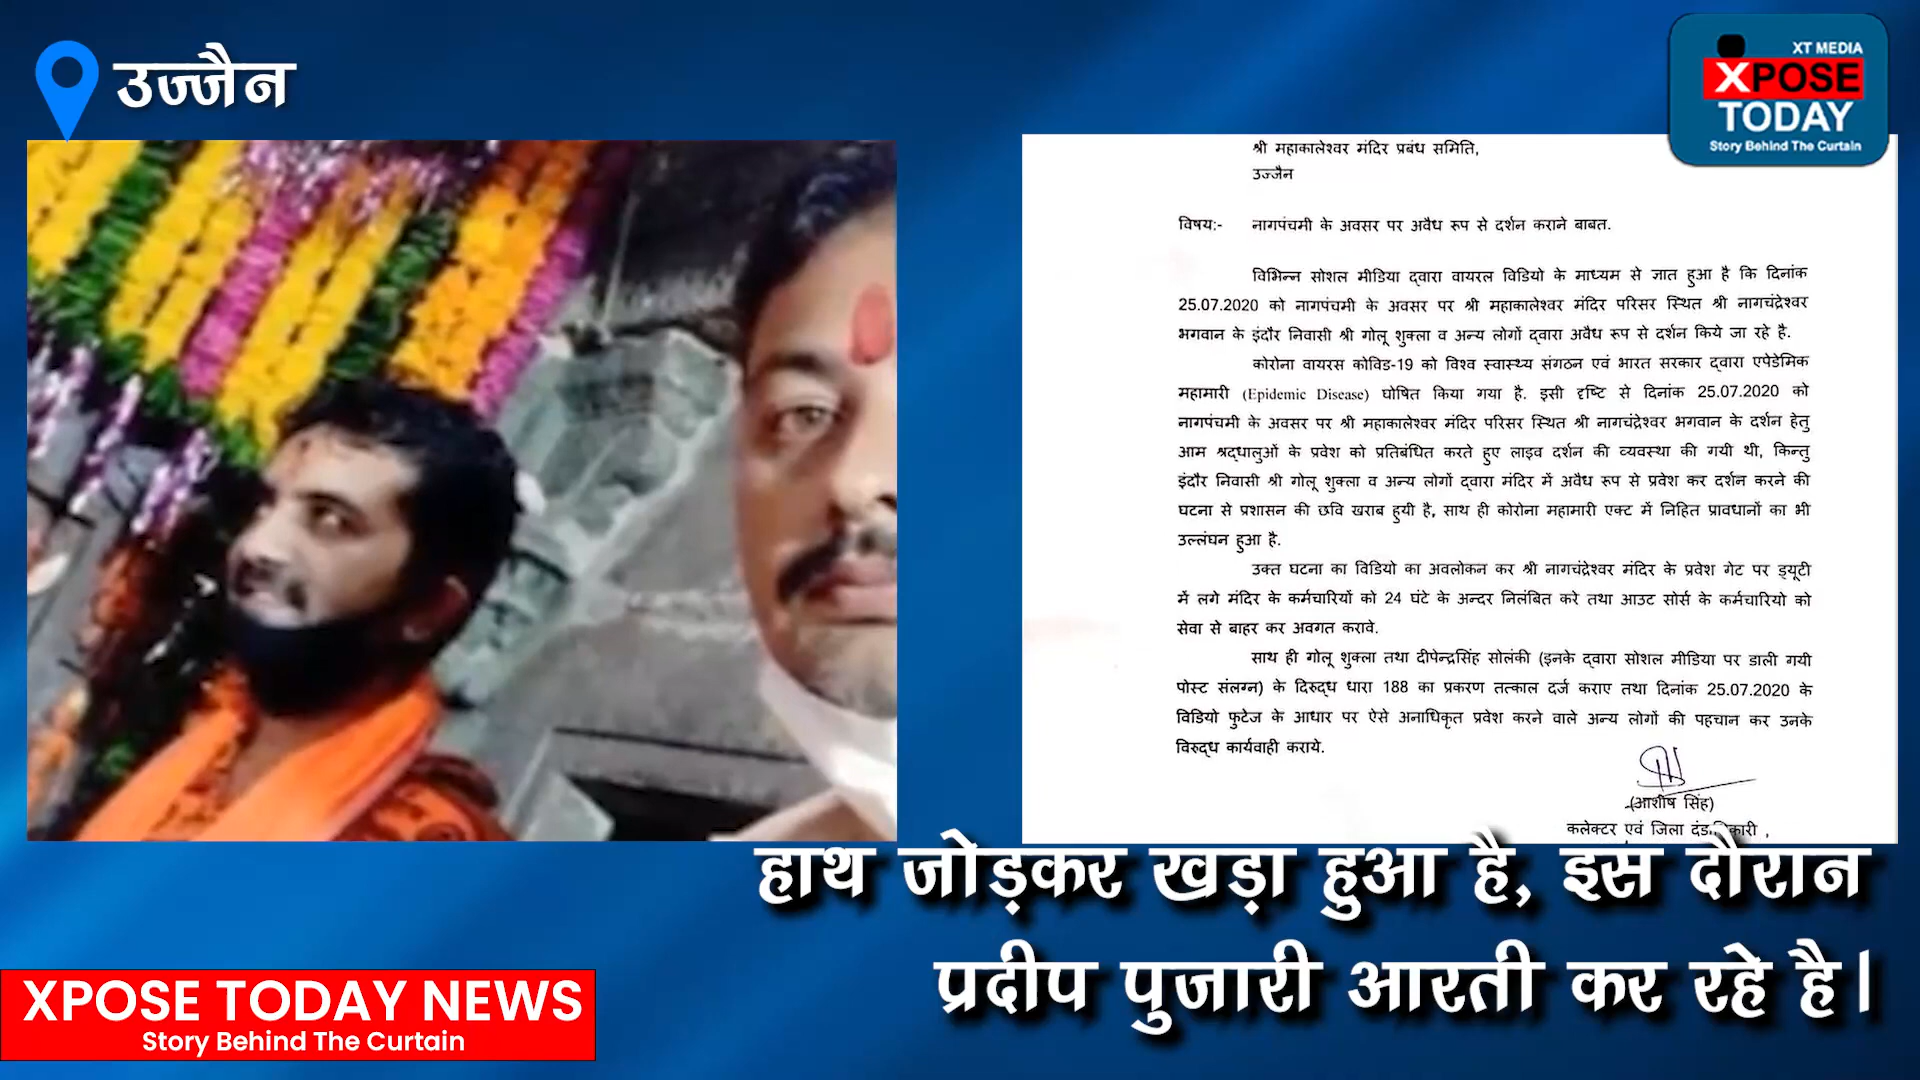 उज्जैन
XT MEDIA
XPOSE
TODAY
Story Behind The Curtain
श्री महाकालेश्वर मंदिर प्रबंध समिति,
उज्जैन
विषय:- नागपंचमी के अवसर पर अवैध रूप से दर्शन कराने बाबत.
विभिन्न सोशल मीडिया द्वारा वायरल विडियो के माध्यम से ज्ञात हुआ है कि दिनांक
25.07.2020 को नागपंचमी के अवसर पर श्री महाकालेश्वर मंदिर परिसर स्थित श्री नागचंद्रेश्वर
भगवान के इंदौर निवासी श्री गोलू शुक्ला व अन्य लोगों द्वारा अवैध रूप से दर्शन किये जा रहे है.
कोरोना वायरस कोविड-19 को विश्व स्वास्थ्य संगठन एवं भारत सरकार द्वारा एपेडेमिक
महामारी (Epidemic Disease) घोषित किया गया है. इसी दृष्टि से दिनांक 25.07.2020 को
नागपंचमी के अवसर पर श्री महाकालेश्वर मंदिर परिसर स्थित श्री नागचंद्रेश्वर भगवान के दर्शन हेतु
आम श्रद्धालुओं के प्रवेश को प्रतिबंधित करते हुए लाइव दर्शन की व्यवस्था की गयी थी, किन्तु
इंदौर निवासी श्री गोलू शुक्ला व अन्य लोगों द्वारा मंदिर में अवैध रूप से प्रवेश कर दर्शन करने की
घटना से प्रशासन की छवि खराब हुयी है, साथ ही कोरोना महामारी एक्ट में निहित प्रावधानों का भी
उल्लंघन हुआ है.
उक्त घटना का विडियो का अवलोकन कर श्री नागचंद्रेश्वर मंदिर के प्रवेश गेट पर ड्यूटी
में लगे मंदिर के कर्मचारियों को 24 घंटे के अन्दर निलंबित करे तथा आउट सोर्स के कर्मचारियो को
सेवा से बाहर कर अवगत करावे.
साथ ही गोलू शुक्ला तथा दीपेन्द्रसिंह सोलंकी (इनके द्वारा सोशल मीडिया पर डाली गयी
पोस्ट संलग्न) के दिरुद्ध धारा 188 का प्रकरण तत्काल दर्ज कराए तथा दिनांक 25.07.2020 के
विडियो फुटेज के आधार पर ऐसे अनाधिकृत प्रवेश करने वाले अन्य लोगों की पहचान कर उनके
विरुद्ध कार्यवाही कराये.
(आशीष सिंह)
कलेक्टर एवं जिला
हाथ जोड़कर खड़ा हुआ है, इस दौरान
प्रदीप पुजारी आरती कर रहे है।
XPOSE TODAY NEWS
Story Behind The Curtain